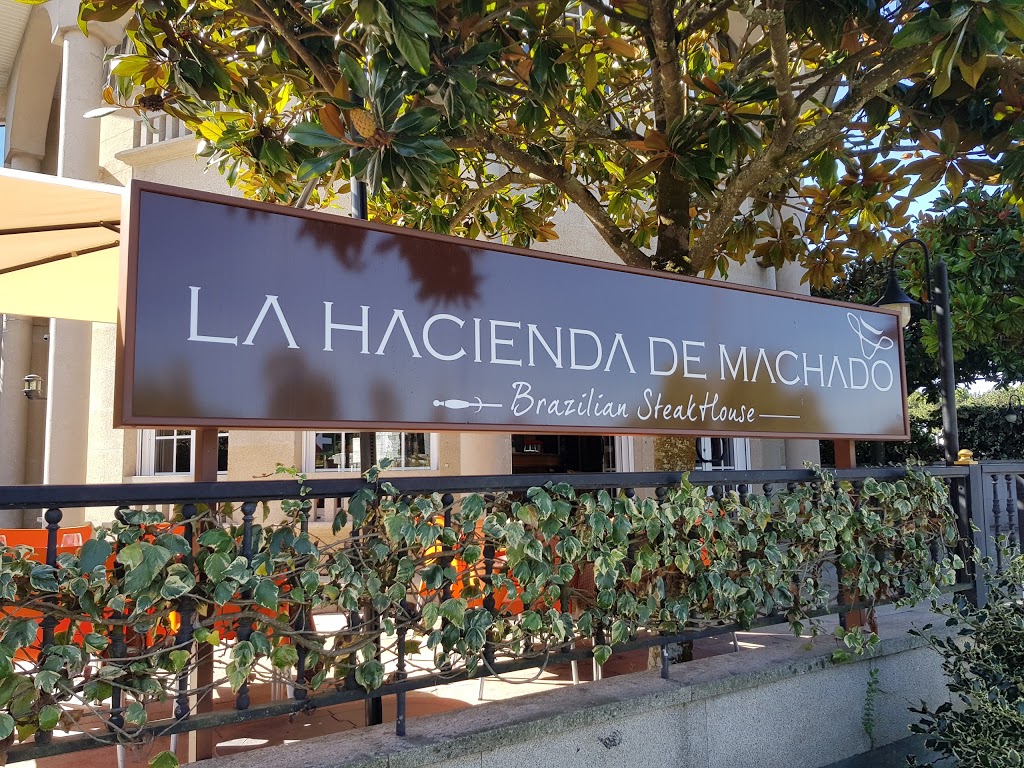 LA HACIENDA DE MACHADO
Brazilian SteakHouse